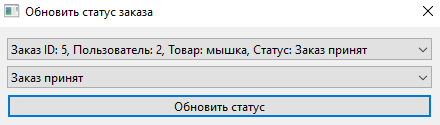 Обновить статус заказа
Заказ ID: 5, Пользователь: 2, Товар: мышка, Статус: Заказ принят
Заказ принят
Обновить статус